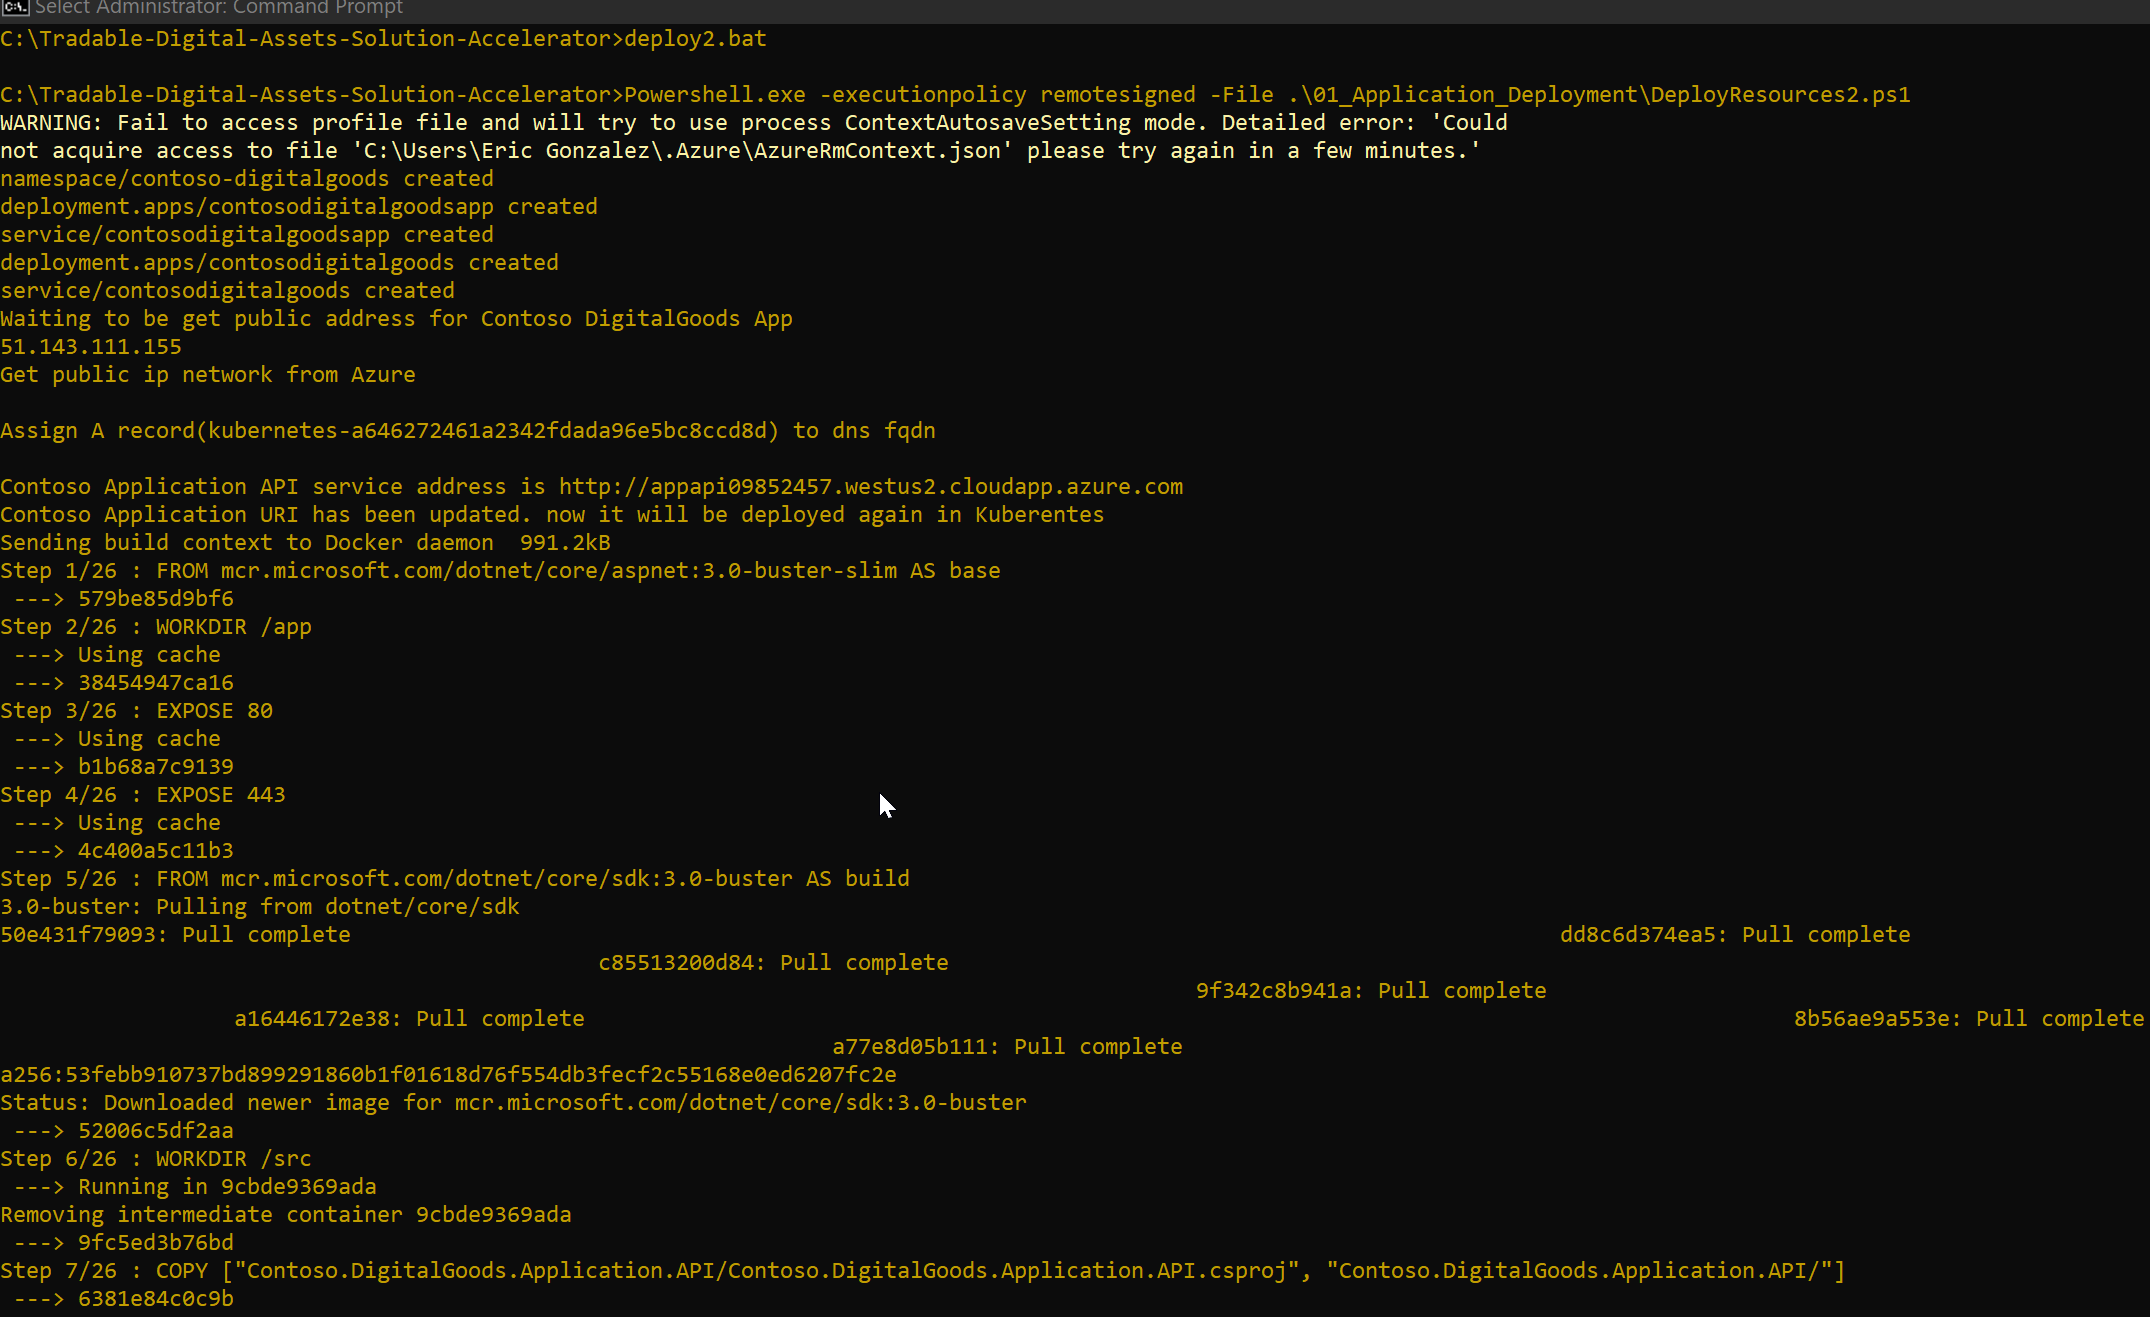 Select Administrator: Command Prompt
C:\Tradable-Digital-Assets-Solution-Accelerator>deploy2.bat
C:\Tradable-Digital-Assets-Solution-Accelerator>Powershell.exe -executionpolicy remotesigned -File .\01_Application_Deployment\DeployResources2.ps1
WARNING: Fail to access profile file and will try to use process ContextAutosaveSetting mode. Detailed error: 'Could
not acquire access to file 'C:\Users\Eric Gonzalez\.Azure\AzureRmContext.json' please try again in a few minutes.'
namespace/contoso-digitalgoods created
deployment.apps/contosodigitalgoodsapp created
service/contosodigitalgoodsapp created
deployment.apps/contosodigitalgoods created
service/contosodigitalgoods created
Waiting to be get public address for Contoso DigitalGoods App
51.143.111.155
Get public ip network from Azure
Assign A record(kubernetes-a646272461a2342fdada96e5bc8ccd8d) to dns fqdn
Contoso Application API service address is http://appapi09852457.westus2.cloudapp.azure.com
Contoso Application URI has been updated. now it will be deployed again in Kuberentes
Sending build context to Docker daemon  991.2kB
Step 1/26 : FROM mcr.microsoft.com/dotnet/core/aspnet:3.0-buster-slim AS base
 ---> 579be85d9bf6
Step 2/26 : WORKDIR /app
 ---> Using cache
 ---> 38454947ca16
Step 3/26 : EXPOSE 80
 ---> Using cache
 ---> b1b68a7c9139
Step 4/26 : EXPOSE 443
 ---> Using cache
 ---> 4c400a5c11b3
Step 5/26 : FROM mcr.microsoft.com/dotnet/core/sdk:3.0-buster AS build
3.0-buster: Pulling from dotnet/core/sdk
50e431f79093: Pull complete dd8c6d374ea5: Pull complete
c85513200d84: Pull complete
9f342c8b941a: Pull complete
a16446172e38: Pull complete 8b56ae9a553e: Pull complete
a77e8d05b111: Pull complete
a256:53febb910737bd899291860b1f01618d76f554db3fecf2c55168e0ed6207fc2e
Status: Downloaded newer image for mcr.microsoft.com/dotnet/core/sdk:3.0-buster
 ---> 52006c5df2aa
Step 6/26 : WORKDIR /src
 ---> Running in 9cbde9369ada
Removing intermediate container 9cbde9369ada
 ---> 9fc5ed3b76bd
Step 7/26 : COPY ["Contoso.DigitalGoods.Application.API/Contoso.DigitalGoods.Application.API.csproj", "Contoso.DigitalGoods.Application.API/"]
 ---> 6381e84c0c9b